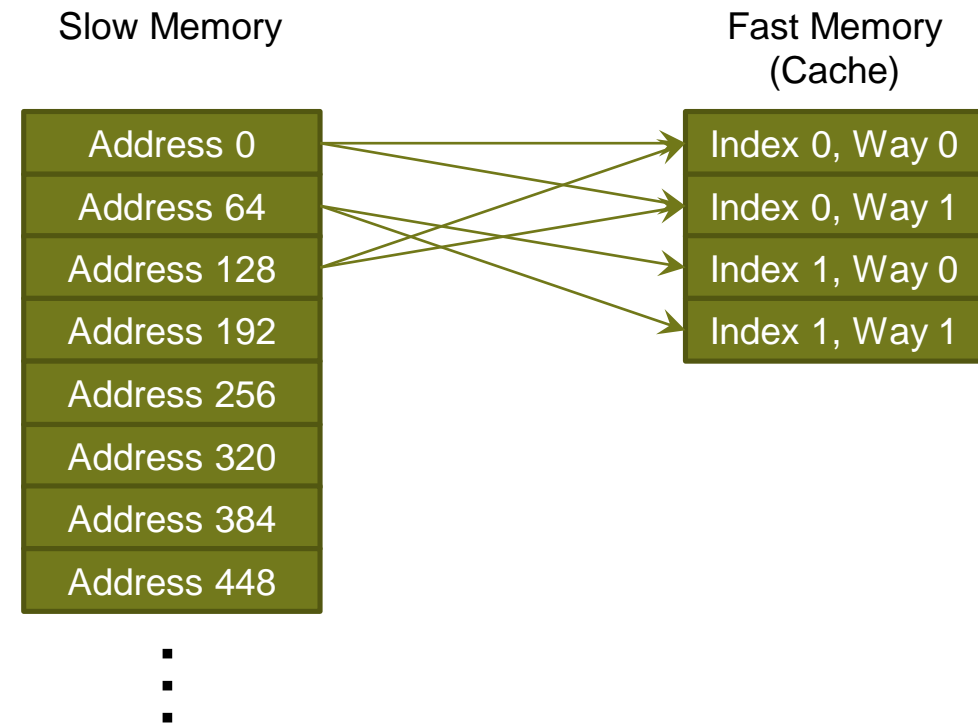 Slow Memory
Fast Memory
(Cache)
Address 0
Address 64
Address 128
Address 192
Address 256
Address 320
Address 384
Address 448
Index 0, Way 0
Index 0, Way 1
Index 1, Way 0
Index 1, Way 1